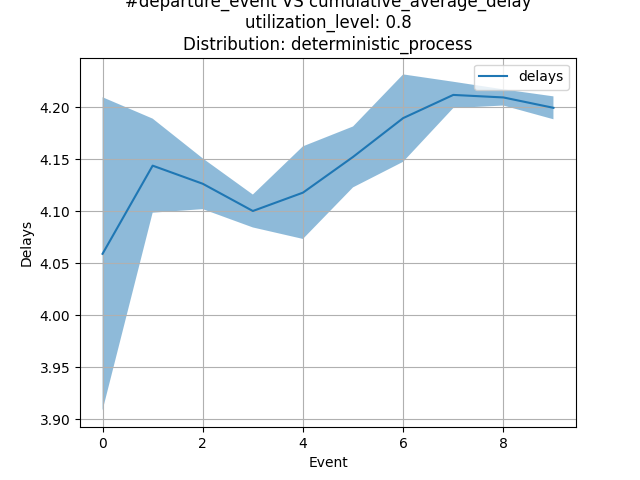 #departure_event VS cumulative_average_delay
utilization_level: 0.8
Distribution: deterministic_process
delays
4.20
4.15
4.10
4.05
4.00
3.95
3.90
Delays
0 2 4 6 8
Event